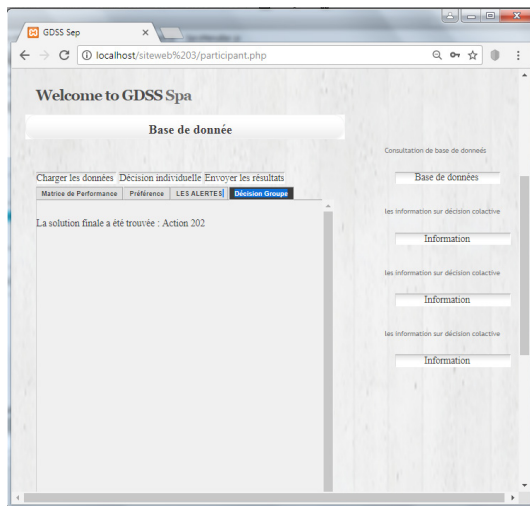 GDSS Sep
localhost/siteweb%203/participant.php
Welcome to GDSS Spa
Base de donnée
Charger les données Décision individuelle Envoyer les résultats
Matrice de Performance Préférence LES ALERTES Décision Groupe
La solution finale a été trouvée : Action 202
Consultation de base de donneés
Base de données
les information sur décision colactive
Information
les information sur décision colactive
Information
les information sur décision colactive
Information